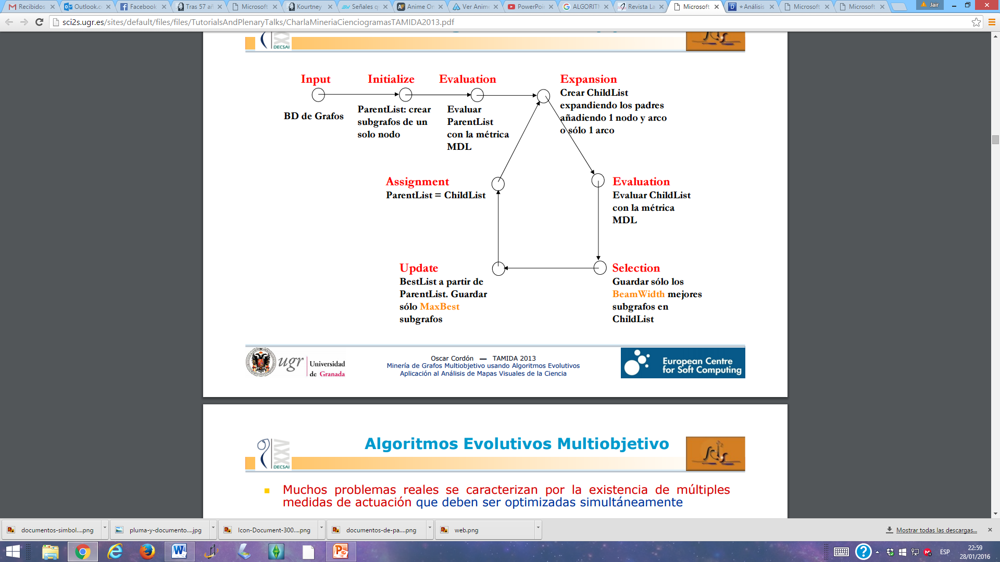 Recibidos
Outlook.c
Facebook
Tras 57 añ
Microsoft
Kourtney
Señales q
Anime On
Ver Anime
PowerPoi
ALGORIT
Revista La
Microsoft
Análisis
Microsoft
Microsoft
Jair
sci2s.ugr.es/sites/default/files/files/TutorialsAndPlenaryTalks/CharlaMineriaCienciogramasTAMIDA2013.pdf
DECSAI
Input
BD de Grafos
Initialize
ParentList: crear
subgrafos de un
solo nodo
Evaluation
Evaluar
ParentList
con la métrica
MDL
Expansion
Crear ChildList
expandiendo los padres
añadiendo 1 nodo y arco
o sólo 1 arco
Assignment
ParentList = ChildList
Evaluation
Evaluar ChildList
con la métrica
MDL
Update
BestList a partir de
ParentList. Guardar
sólo MaxBest
subgrafos
Selection
Guardar sólo los
BeamWidth mejores
subgrafos en
ChildList
ugr
Universidad
de Granada
Oscar Cordón — TAMIDA 2013
Minería de Grafos Multiobjetivo usando Algoritmos Evolutivos
Aplicación al Análisis de Mapas Visuales de la Ciencia
European Centre
for Soft Computing
DECSAI
Algoritmos Evolutivos Multiobjetivo
Muchos problemas reales se caracterizan por la existencia de múltiples
medidas de actuación que deben ser optimizadas simultáneamente
documentos-simbol....png
pluma-y-documento....jpg
Icon-Document-300....png
documentos-de-pa....png
web.png
Mostrar todas las descargas...
ESP
22:59
28/01/2016